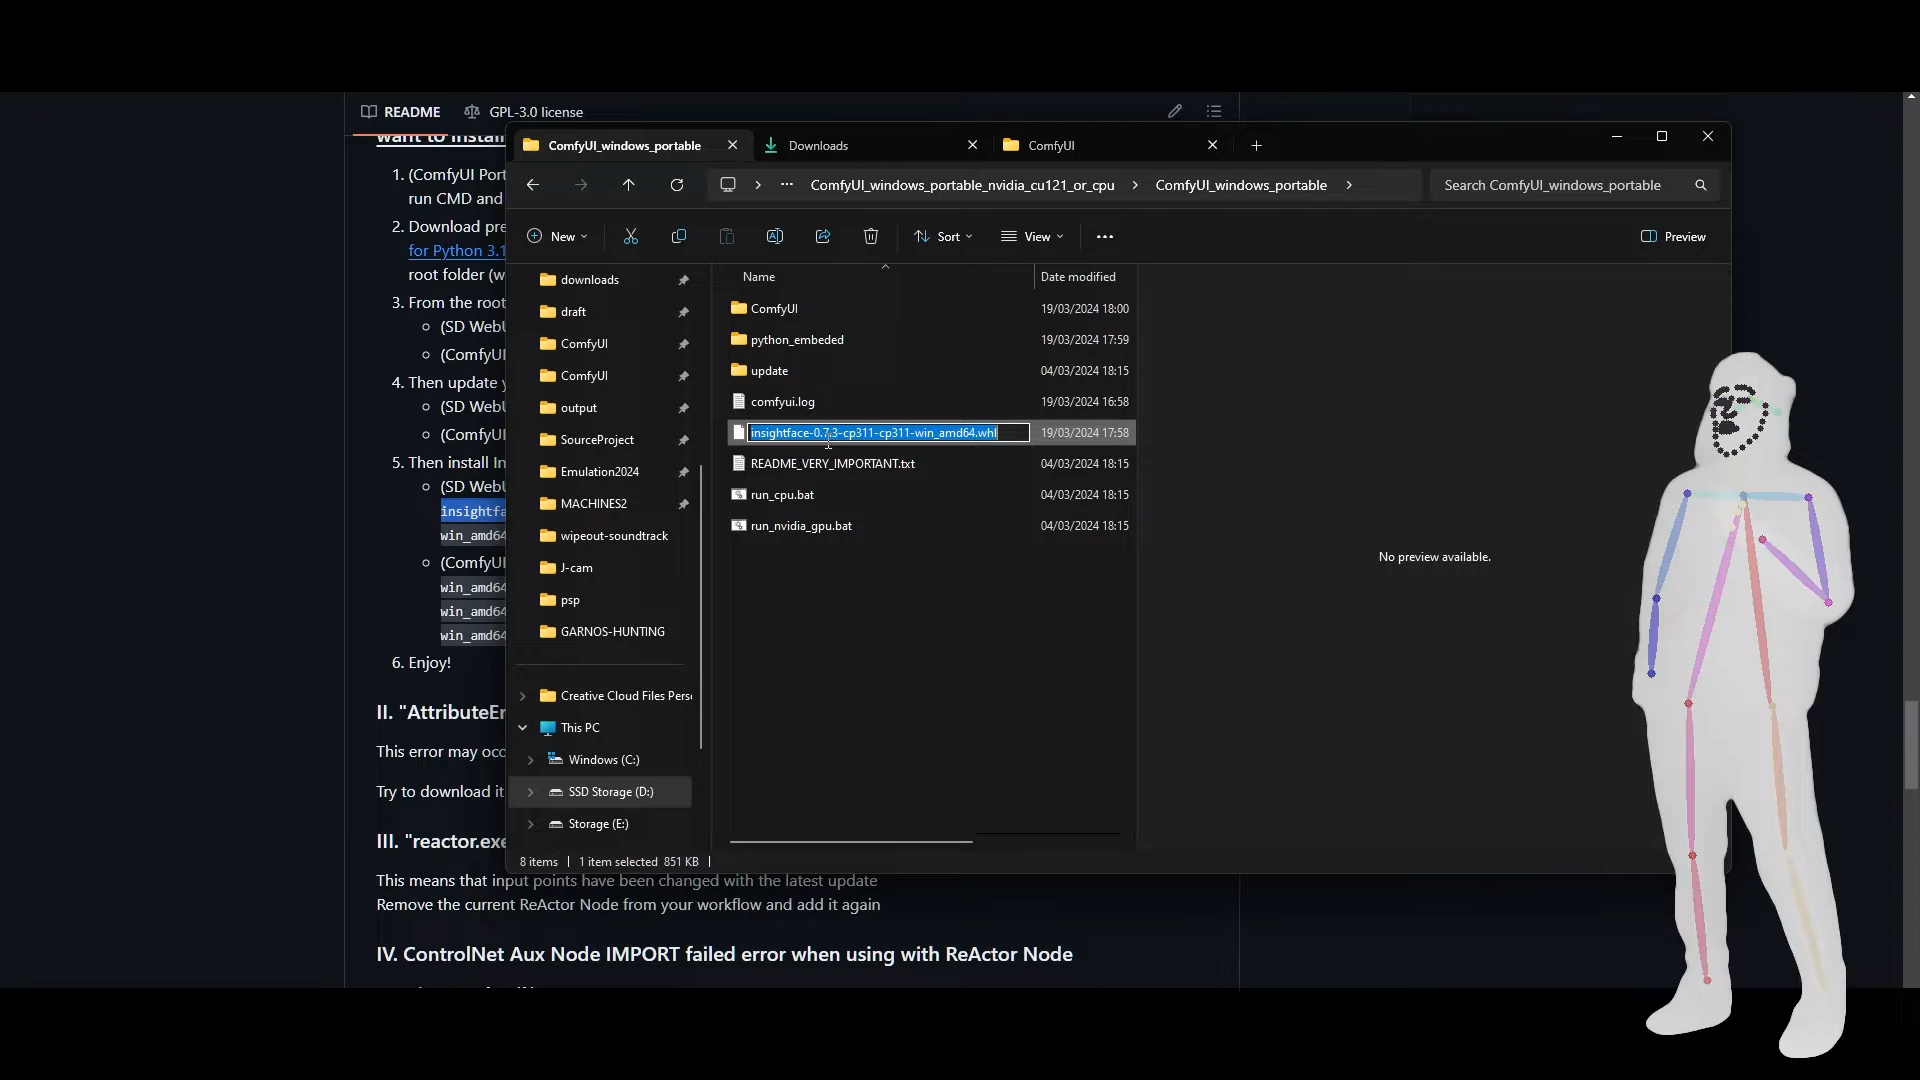 README
GPL-3.0 license
want to install
1. (ComfyUI Port
run CMD and
2. Download pre
for Python 3.1
root folder (w
3. From the root
(SD WebU
(ComfyUI
4. Then update y
(SD WebU
(ComfyUI
5. Then install In
(SD WebU
insightfa
win_amd64
(ComfyUI
win_amd64
win_amd64
win_amd64
6. Enjoy!
II. "AttributeEr
This error may occ
Try to download it
III. "reactor.exe
This means that input points have been changed with the latest update
Remove the current ReActor Node from your workflow and add it again
IV. ControlNet Aux Node IMPORT failed error when using with ReActor Node
ComfyUI_windows_portable
Downloads
ComfyUI
ComfyUI_windows_portable_nvidia_cu121_or_cpu > ComfyUI_windows_portable >
Search ComfyUI_windows_portable
New
Sort
View
Preview
downloads
draft
ComfyUI
ComfyUI
output
SourceProject
Emulation2024
MACHINES2
wipeout-soundtrack
J-cam
psp
GARNOS-HUNTING
Creative Cloud Files Perso
This PC
Windows (C:)
SSD Storage (D:)
Storage (E:)
Name Date modified
ComfyUI 19/03/2024 18:00
python_embeded 19/03/2024 17:59
update 04/03/2024 18:15
comfyui.log 19/03/2024 16:58
insightface-0.7.3-cp311-cp311-win_amd64.whl 19/03/2024 17:58
README_VERY_IMPORTANT.txt 04/03/2024 18:15
run_cpu.bat 04/03/2024 18:15
run_nvidia_gpu.bat 04/03/2024 18:15
No preview available.
8 items | 1 item selected 851 KB |